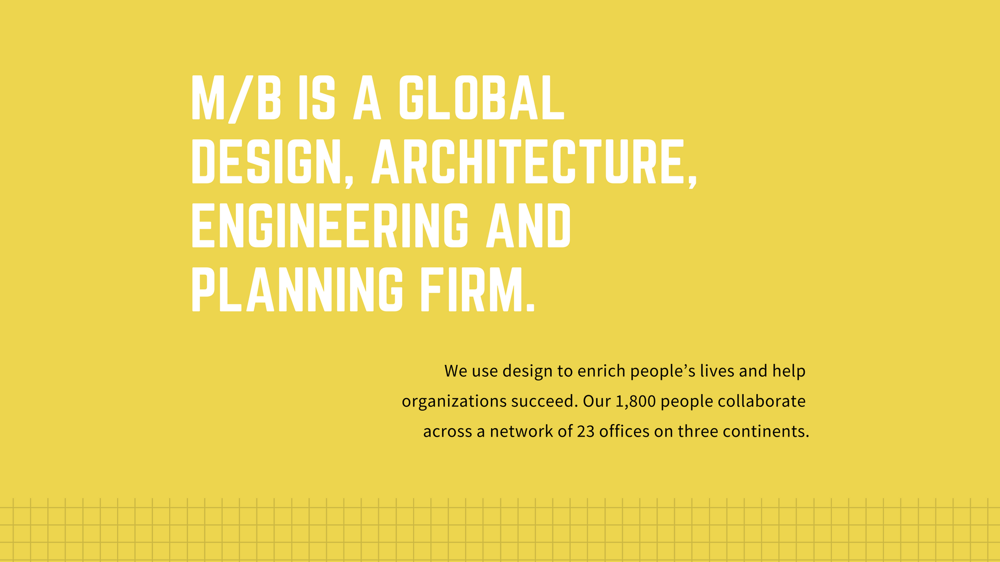 M/B IS A GLOBAL
DESIGN, ARCHITECTURE,
ENGINEERING AND
PLANNING FIRM.
We use design to enrich people’s lives and help
organizations succeed. Our 1,800 people collaborate
across a network of 23 offices on three continents.